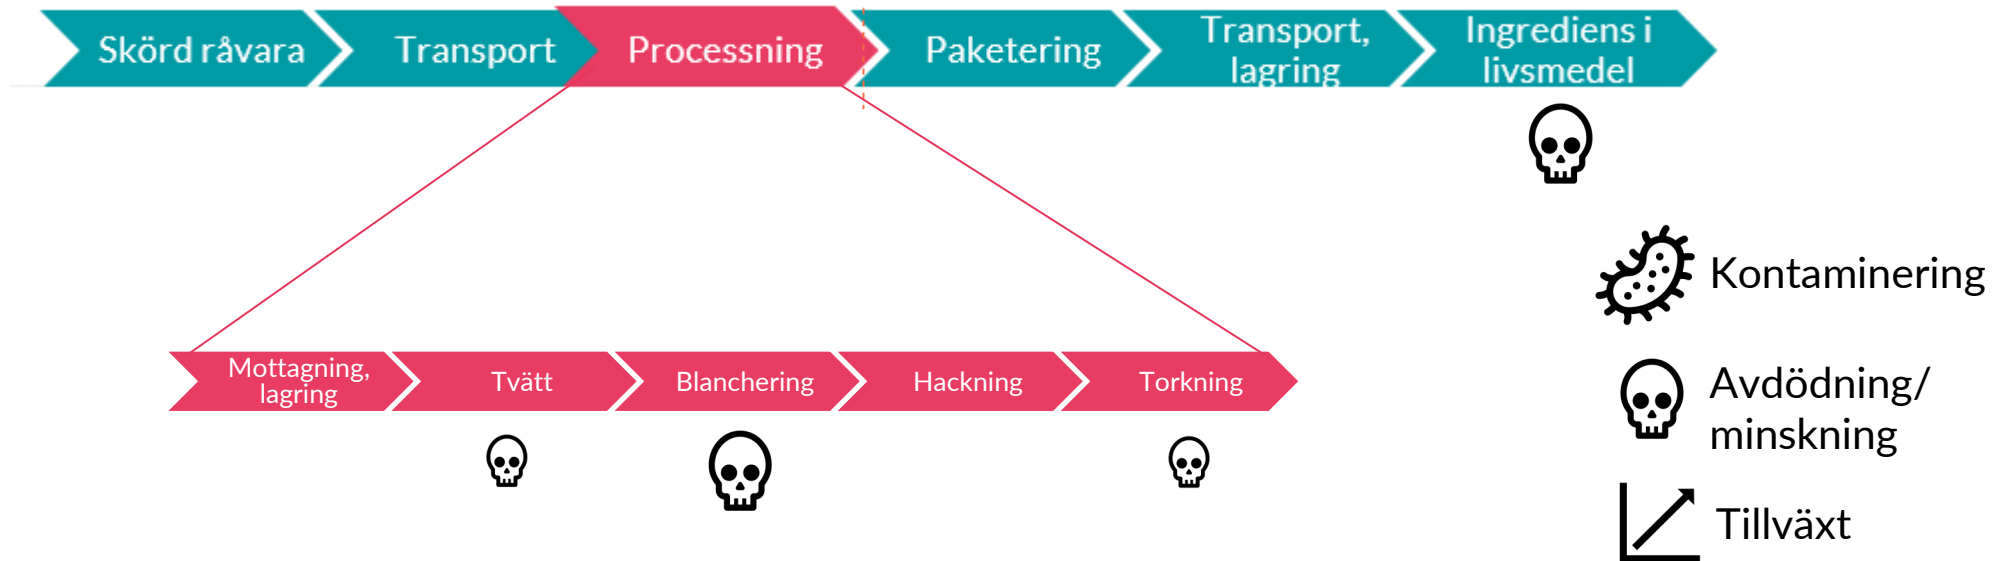 Skörd råvara
Transport
Processning
Paketering
Transport,
lagring
Ingrediens i
livsmedel
Kontaminering
Mottagning,
lagring
Tvätt
Blanchering
Hackning
Torkning
Avdödning/
minskning
Tillväxt